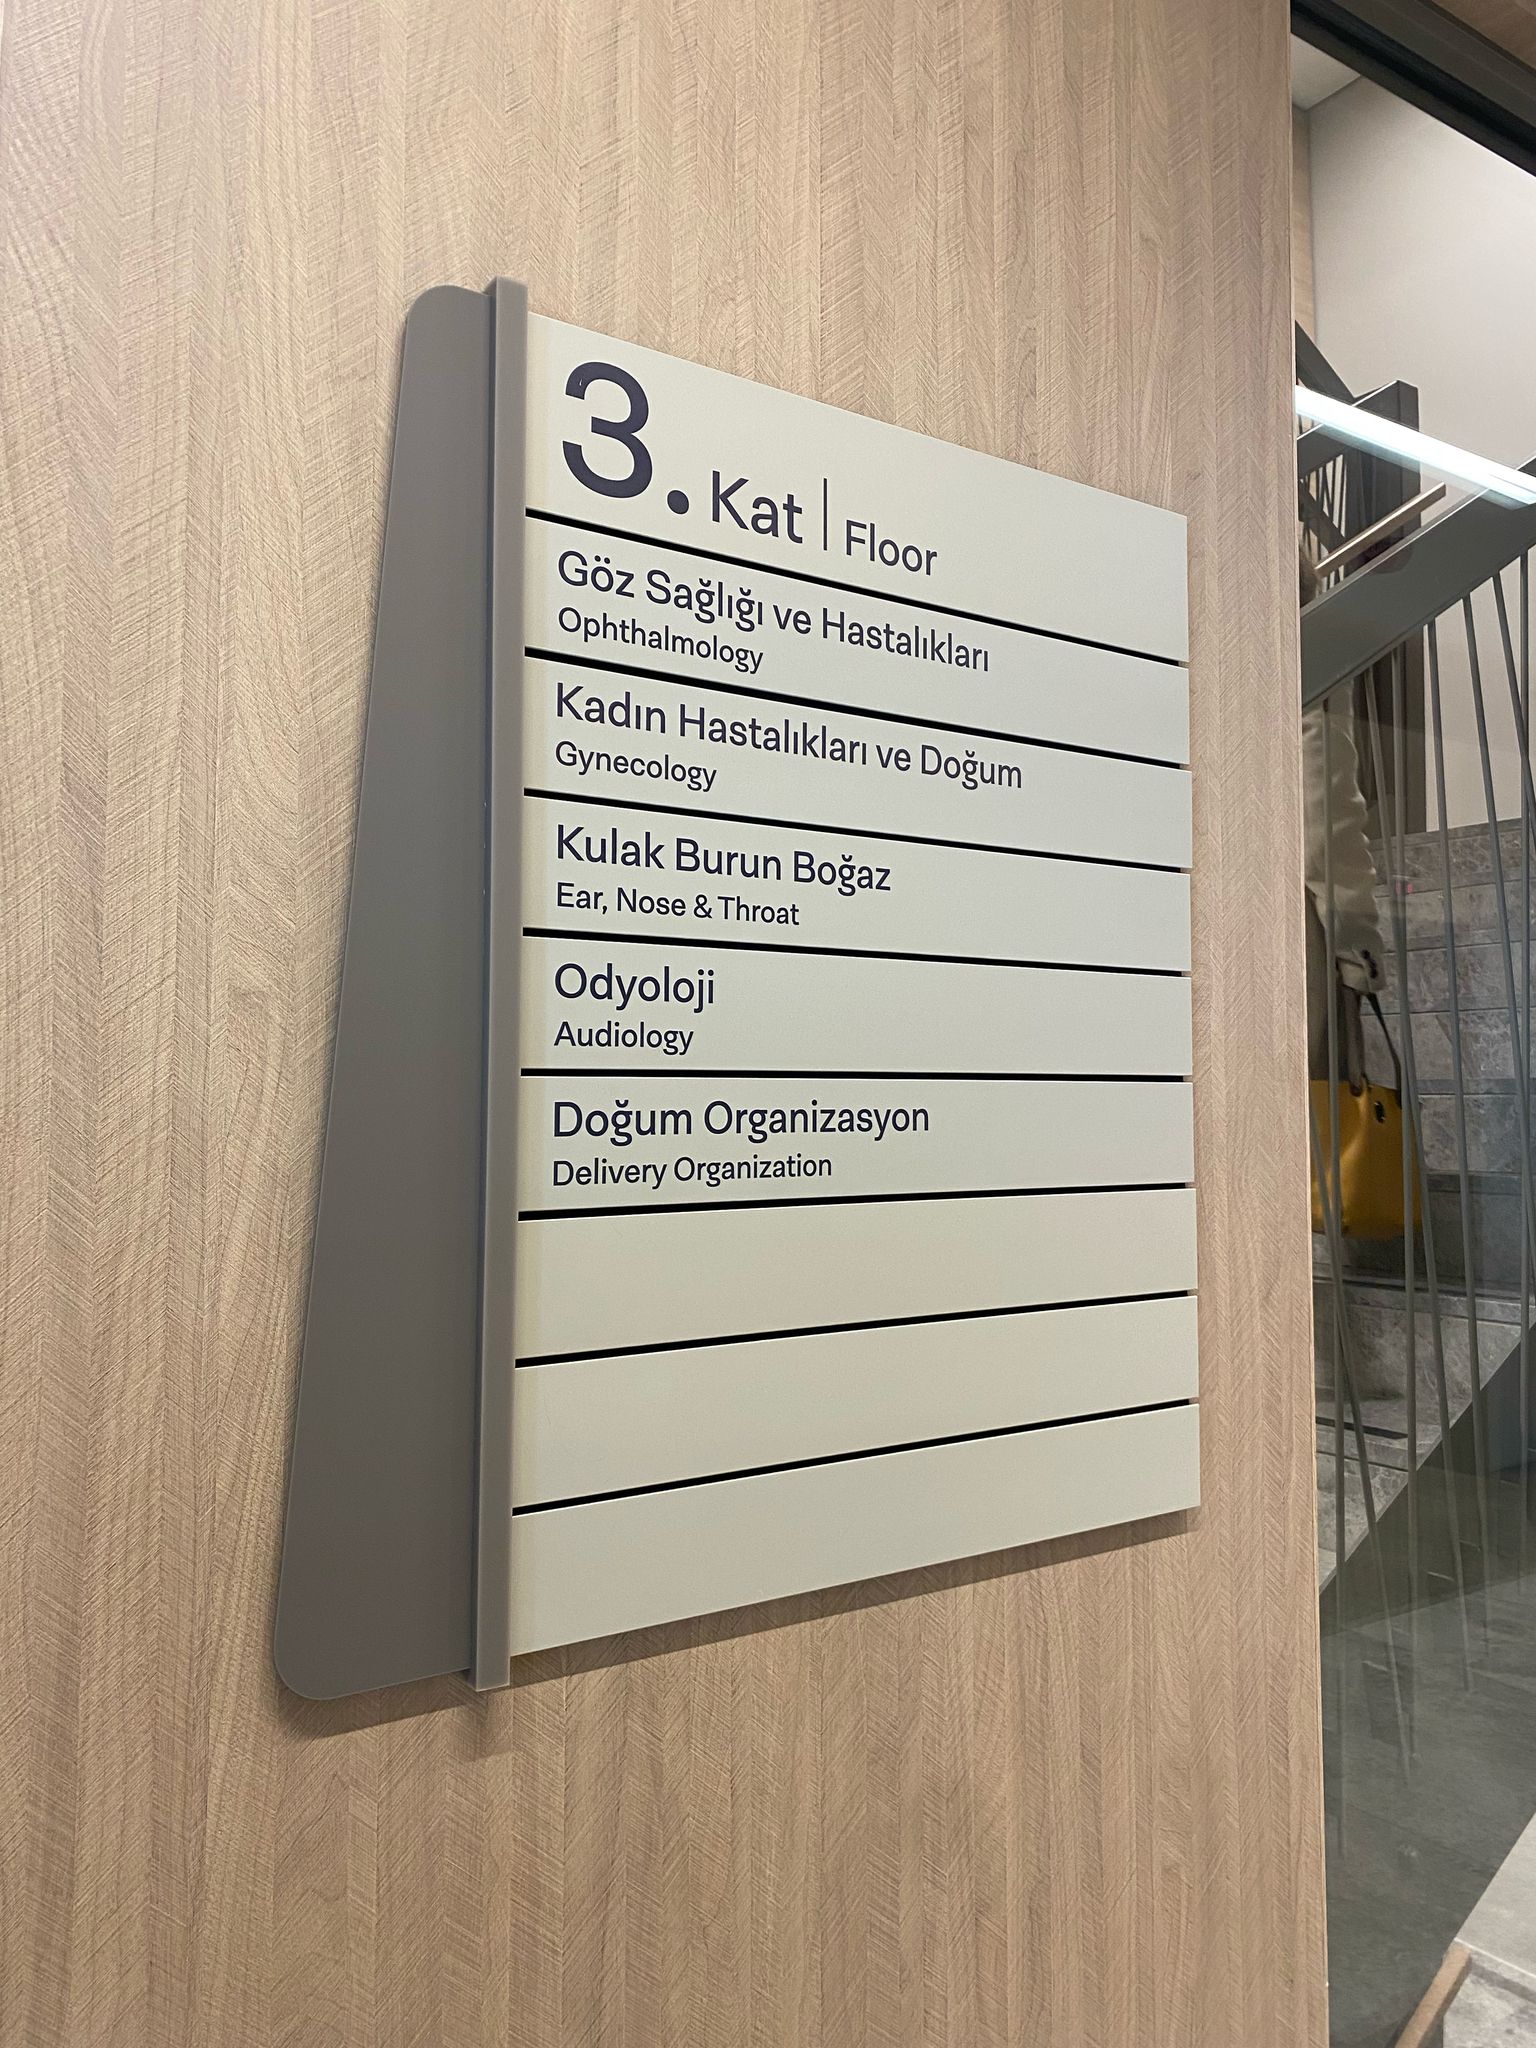 3. Kat | Floor
Göz Sağlığı ve Hastalıkları
Ophthalmology
Kadın Hastalıkları ve Doğum
Gynecology
Kulak Burun Boğaz
Ear, Nose & Throat
Odyoloji
Audiology
Doğum Organizasyon
Delivery Organization